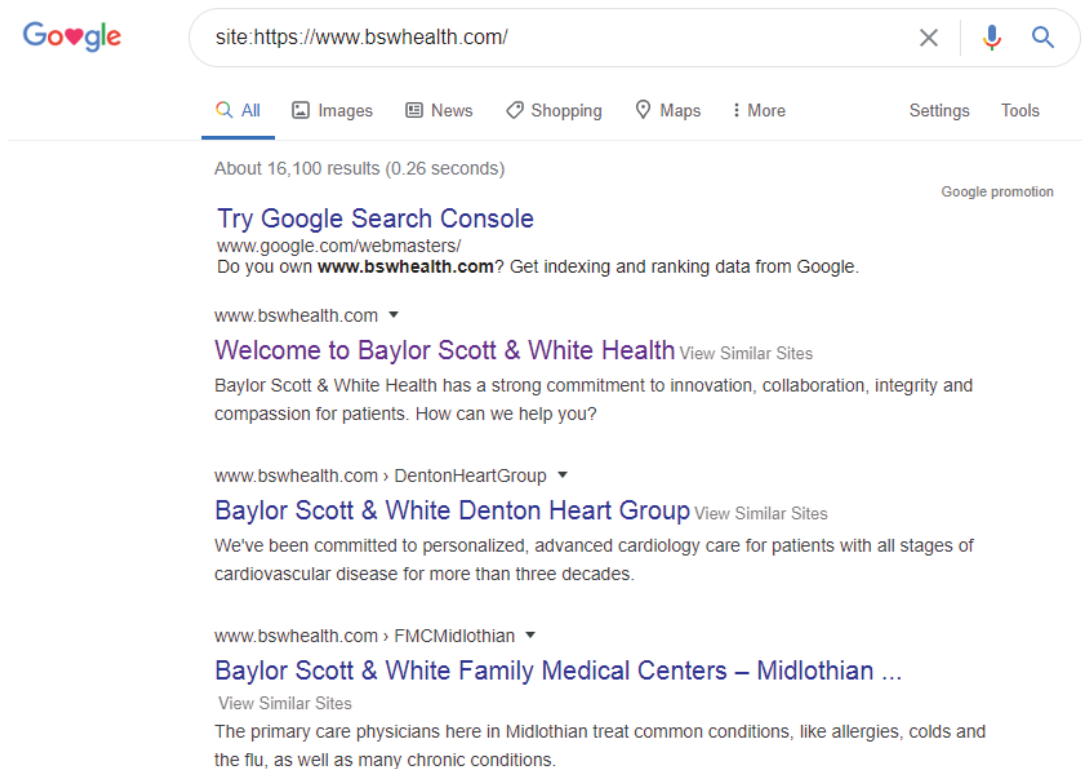 Go♥gle
site:https://www.bswhealth.com/
All Images News Shopping Maps More Settings Tools
About 16,100 results (0.26 seconds)
Google promotion
Try Google Search Console
www.google.com/webmasters/
Do you own www.bswhealth.com? Get indexing and ranking data from Google.
www.bswhealth.com
Welcome to Baylor Scott & White Health View Similar Sites
Baylor Scott & White Health has a strong commitment to innovation, collaboration, integrity and
compassion for patients. How can we help you?
www.bswhealth.com › DentonHeartGroup
Baylor Scott & White Denton Heart Group View Similar Sites
We've been committed to personalized, advanced cardiology care for patients with all stages of
cardiovascular disease for more than three decades.
www.bswhealth.com › FMCMidlothian
Baylor Scott & White Family Medical Centers – Midlothian ...
View Similar Sites
The primary care physicians here in Midlothian treat common conditions, like allergies, colds and
the flu, as well as many chronic conditions.